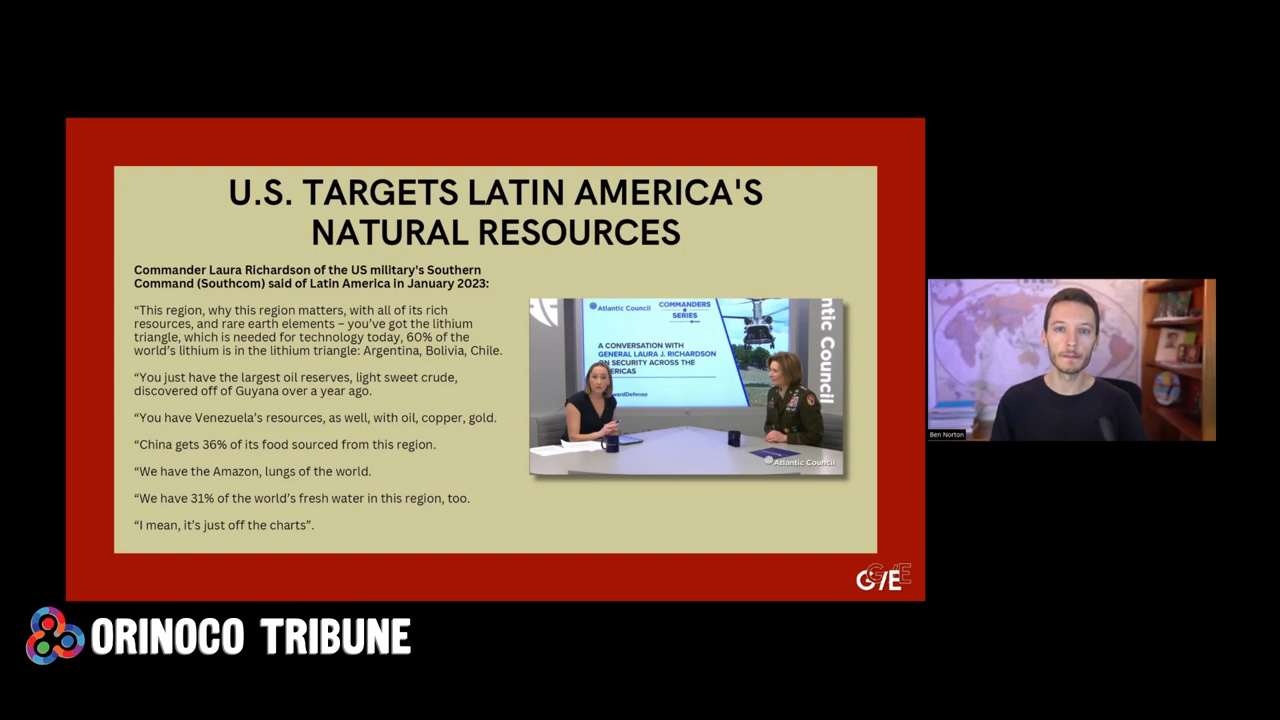 U.S. TARGETS LATIN AMERICA'S
NATURAL RESOURCES
Commander Laura Richardson of the US military's Southern
Command (Southcom) said of Latin America in January 2023:
“This region, why this region matters, with all of its rich
resources, and rare earth elements – you’ve got the lithium
triangle, which is needed for technology today, 60% of the
world’s lithium is in the lithium triangle: Argentina, Bolivia, Chile.
“You just have the largest oil reserves, light sweet crude,
discovered off of Guyana over a year ago.
“You have Venezuela’s resources, as well, with oil, copper, gold.
“China gets 36% of its food sourced from this region.
“We have the Amazon, lungs of the world.
“We have 31% of the world’s fresh water in this region, too.
“I mean, it’s just off the charts”.
Atlantic Council
COMMANDERS
SERIES
A CONVERSATION WITH
GENERAL LAURA J. RICHARDSON
ON SECURITY ACROSS THE
ntic Council
Atlantic Council
Ben Norton
ORINOCO TRIBUNE